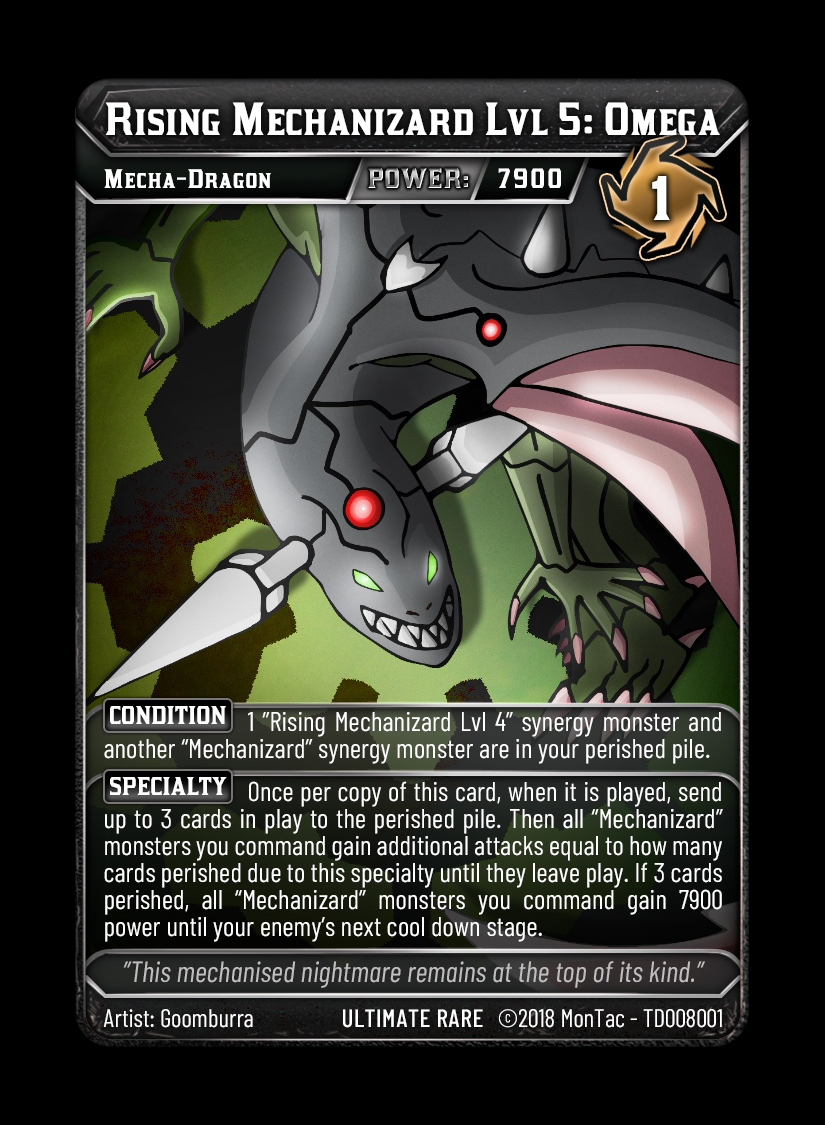 Rising Mechanizard Lvl 5: Omega
Mecha-Dragon POWER: 7900
1
CONDITION 1 "Rising Mechanizard Lvl 4" synergy monster and
another “Mechanizard” synergy monster are in your perished pile.
SPECIALTY Once per copy of this card, when it is played, send
up to 3 cards in play to the perished pile. Then all “Mechanizard”
monsters you command gain additional attacks equal to how many
cards perished due to this specialty until they leave play. If 3 cards
perished, all “Mechanizard” monsters you command gain 7900
power until your enemy’s next cool down stage.
“This mechanised nightmare remains at the top of its kind.”
Artist: Goomburra ULTIMATE RARE ©2018 MonTac - TD008001